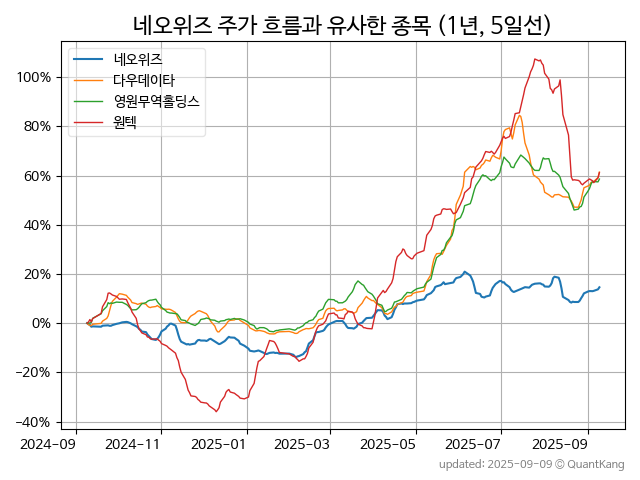 네오위즈 주가 흐름과 유사한 종목 (1년, 5일선)
네오위즈
다우데이타
영원무역홀딩스
원텍
100%
80%
60%
40%
20%
0%
−20%
−40%
2024-09 2024-11 2025-01 2025-03 2025-05 2025-07 2025-09
updated: 2025-09-09 © QuantKang